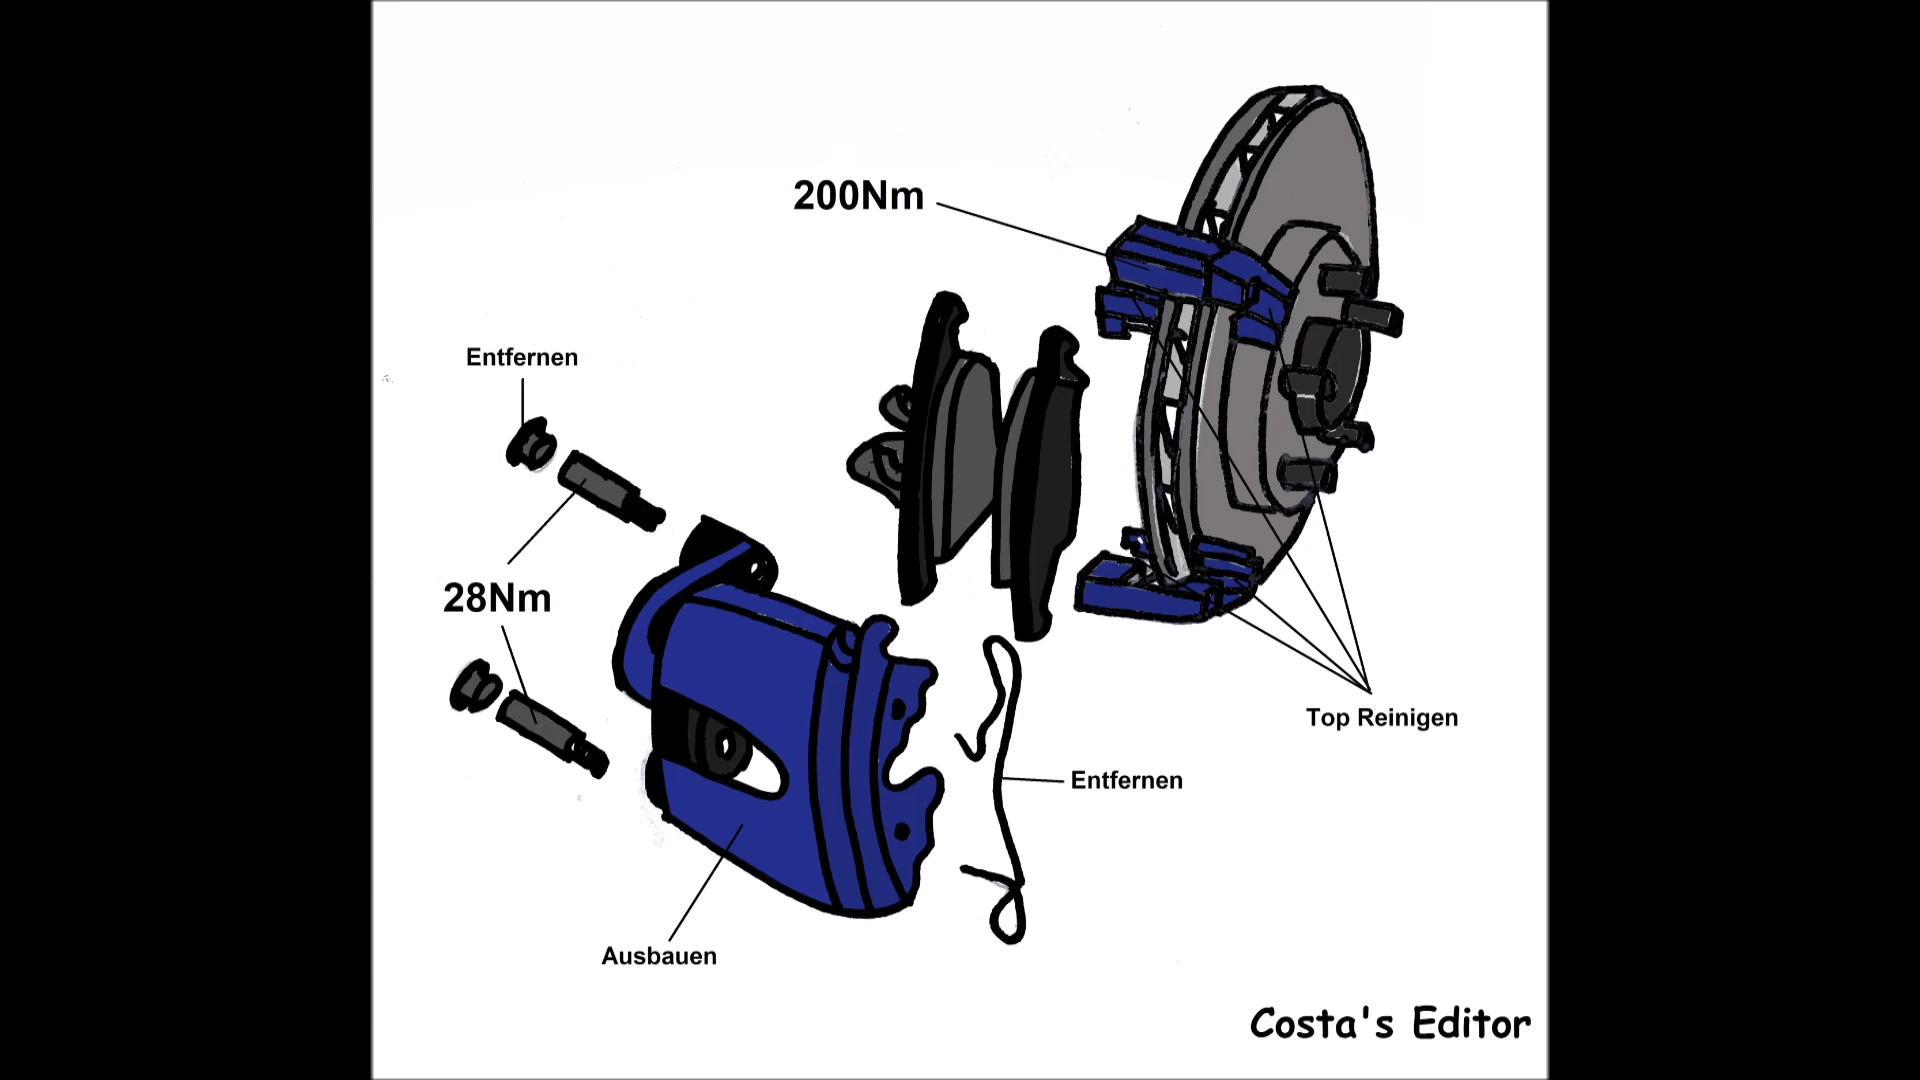 200Nm
Entfernen
28Nm
Top Reinigen
Entfernen
Ausbauen
Costa's Editor